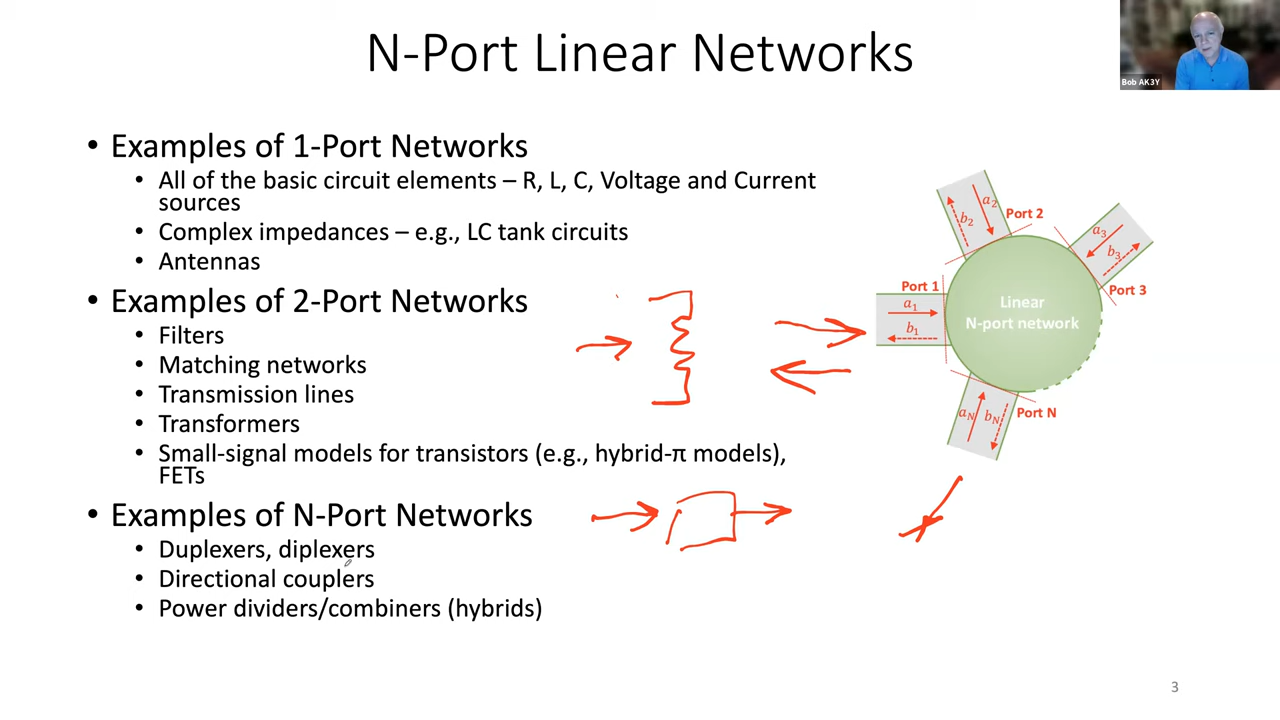 N-Port Linear Networks
Bob AK3Y
• Examples of 1-Port Networks
• All of the basic circuit elements – R, L, C, Voltage and Current
sources
• Complex impedances – e.g., LC tank circuits
• Antennas
• Examples of 2-Port Networks
• Filters
• Matching networks
• Transmission lines
• Transformers
• Small-signal models for transistors (e.g., hybrid-π models),
FETs
• Examples of N-Port Networks
• Duplexers, diplexers
• Directional couplers
• Power dividers/combiners (hybrids)
b2
a2
Port 2
a3
b3
Port 3
Port 1
a1
b1
Linear
N-port network
aN
bN
Port N
3